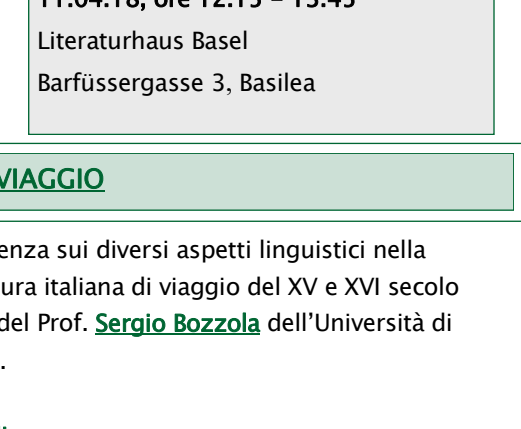 11.04.18, ore 12.15 – 13.45
Literaturhaus Basel
Barfüssergasse 3, Basilea
VIAGGIO
enza sui diversi aspetti linguistici nella
ura italiana di viaggio del XV e XVI secolo
del Prof. Sergio Bozzola dell'Università di
.